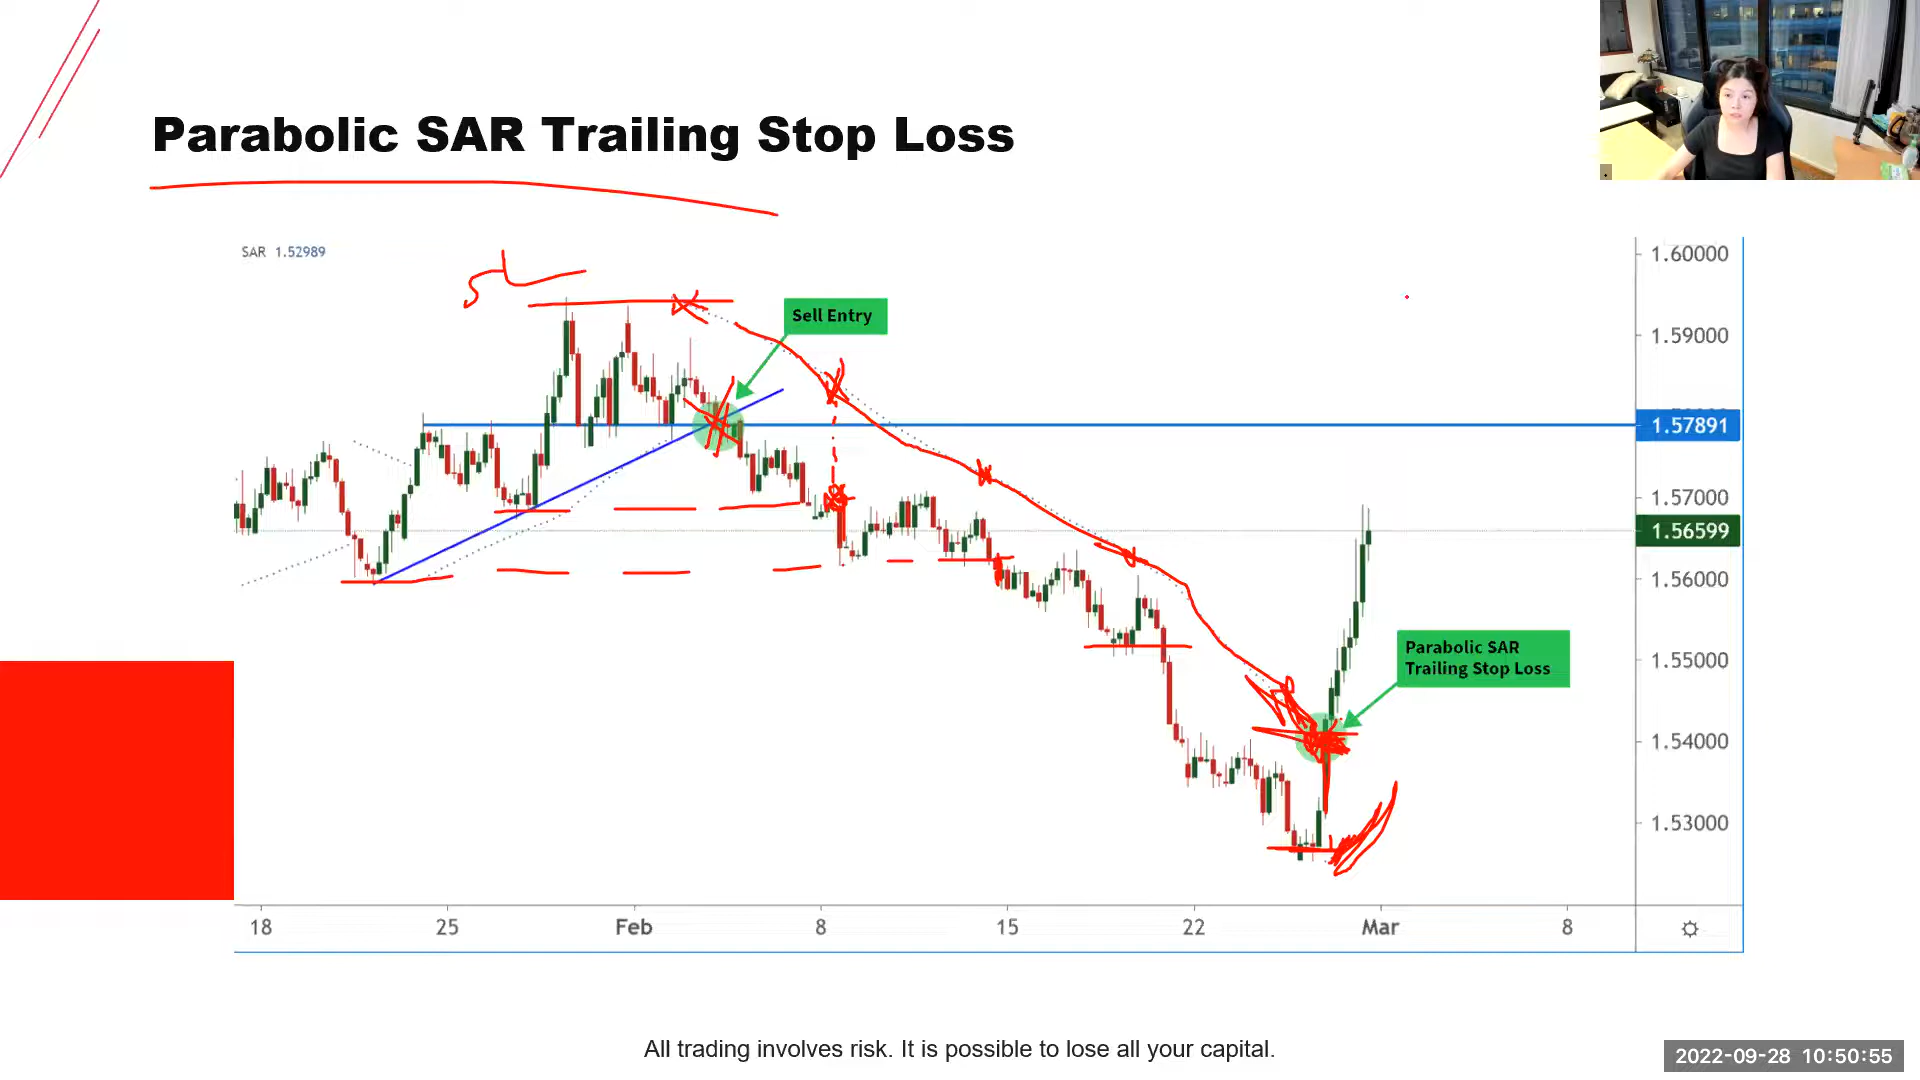 Parabolic SAR Trailing Stop Loss
SAR 1.52989
sl
Sell Entry
1.60000
1.59000
1.57891
1.57000
1.56599
1.56000
Parabolic SAR
Trailing Stop Loss
1.55000
1.54000
1.53000
18 25 Feb 8 15 22 Mar 8
All trading involves risk. It is possible to lose all your capital.
2022-09-28 10:50:55